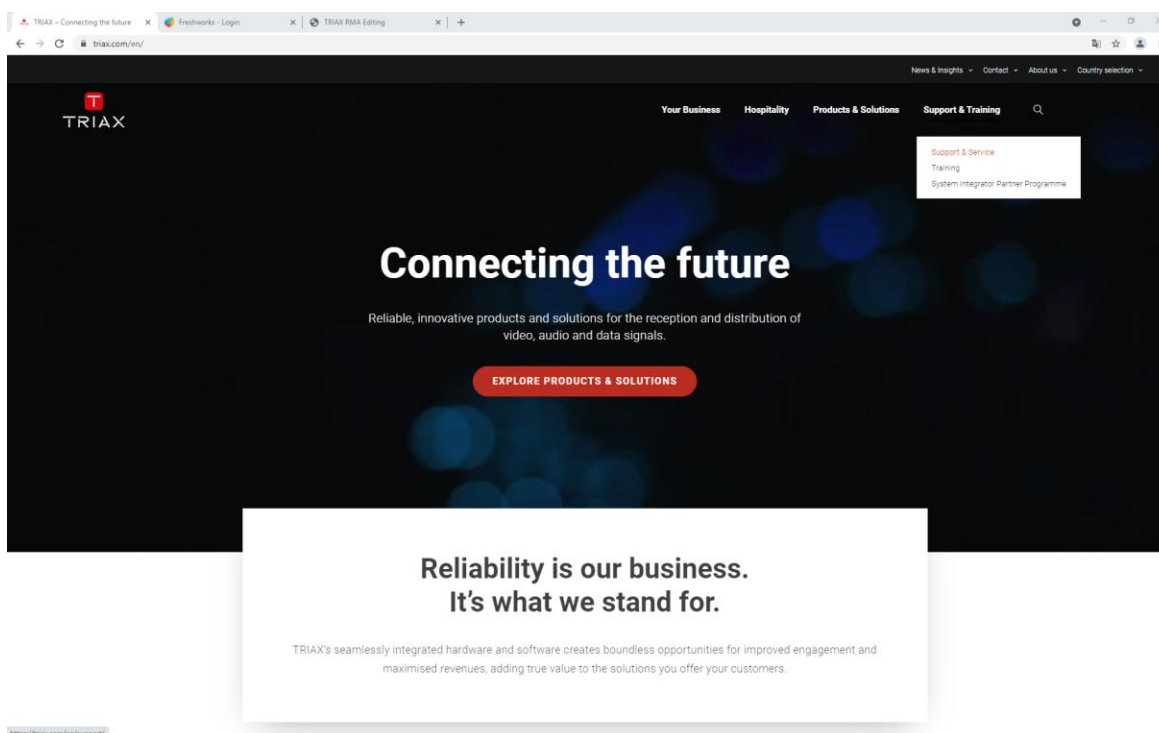 TRIAX – Connecting the future
Freshworks - Login
TRIAX RMA Editing
triax.com/en/
News & Insights Contact About us Country selection
T
TRIAX
Your Business Hospitality Products & Solutions Support & Training
Support & Service
Training
System Integrator Partner Programme
Connecting the future
Reliable, innovative products and solutions for the reception and distribution of
video, audio and data signals.
EXPLORE PRODUCTS & SOLUTIONS
Reliability is our business.
It's what we stand for.
TRIAX's seamlessly integrated hardware and software creates boundless opportunities for improved engagement and
maximised revenues, adding true value to the solutions you offer your customers.